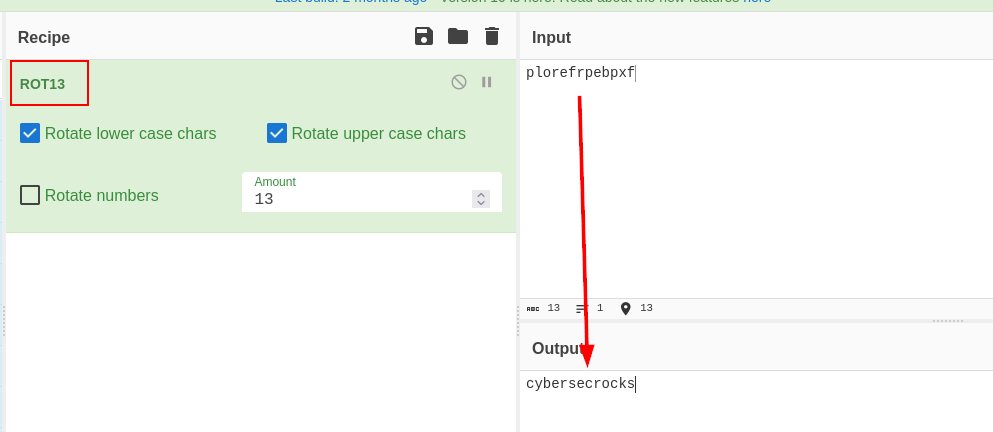 Last build: 2 months ago - Version 10 is here! Read about the new features here
Recipe
Input
ROT13
plorefrpebpxf
Rotate lower case chars
Rotate upper case chars
Rotate numbers
Amount
13
ABC 13 1 13
Output
cybersecrocks